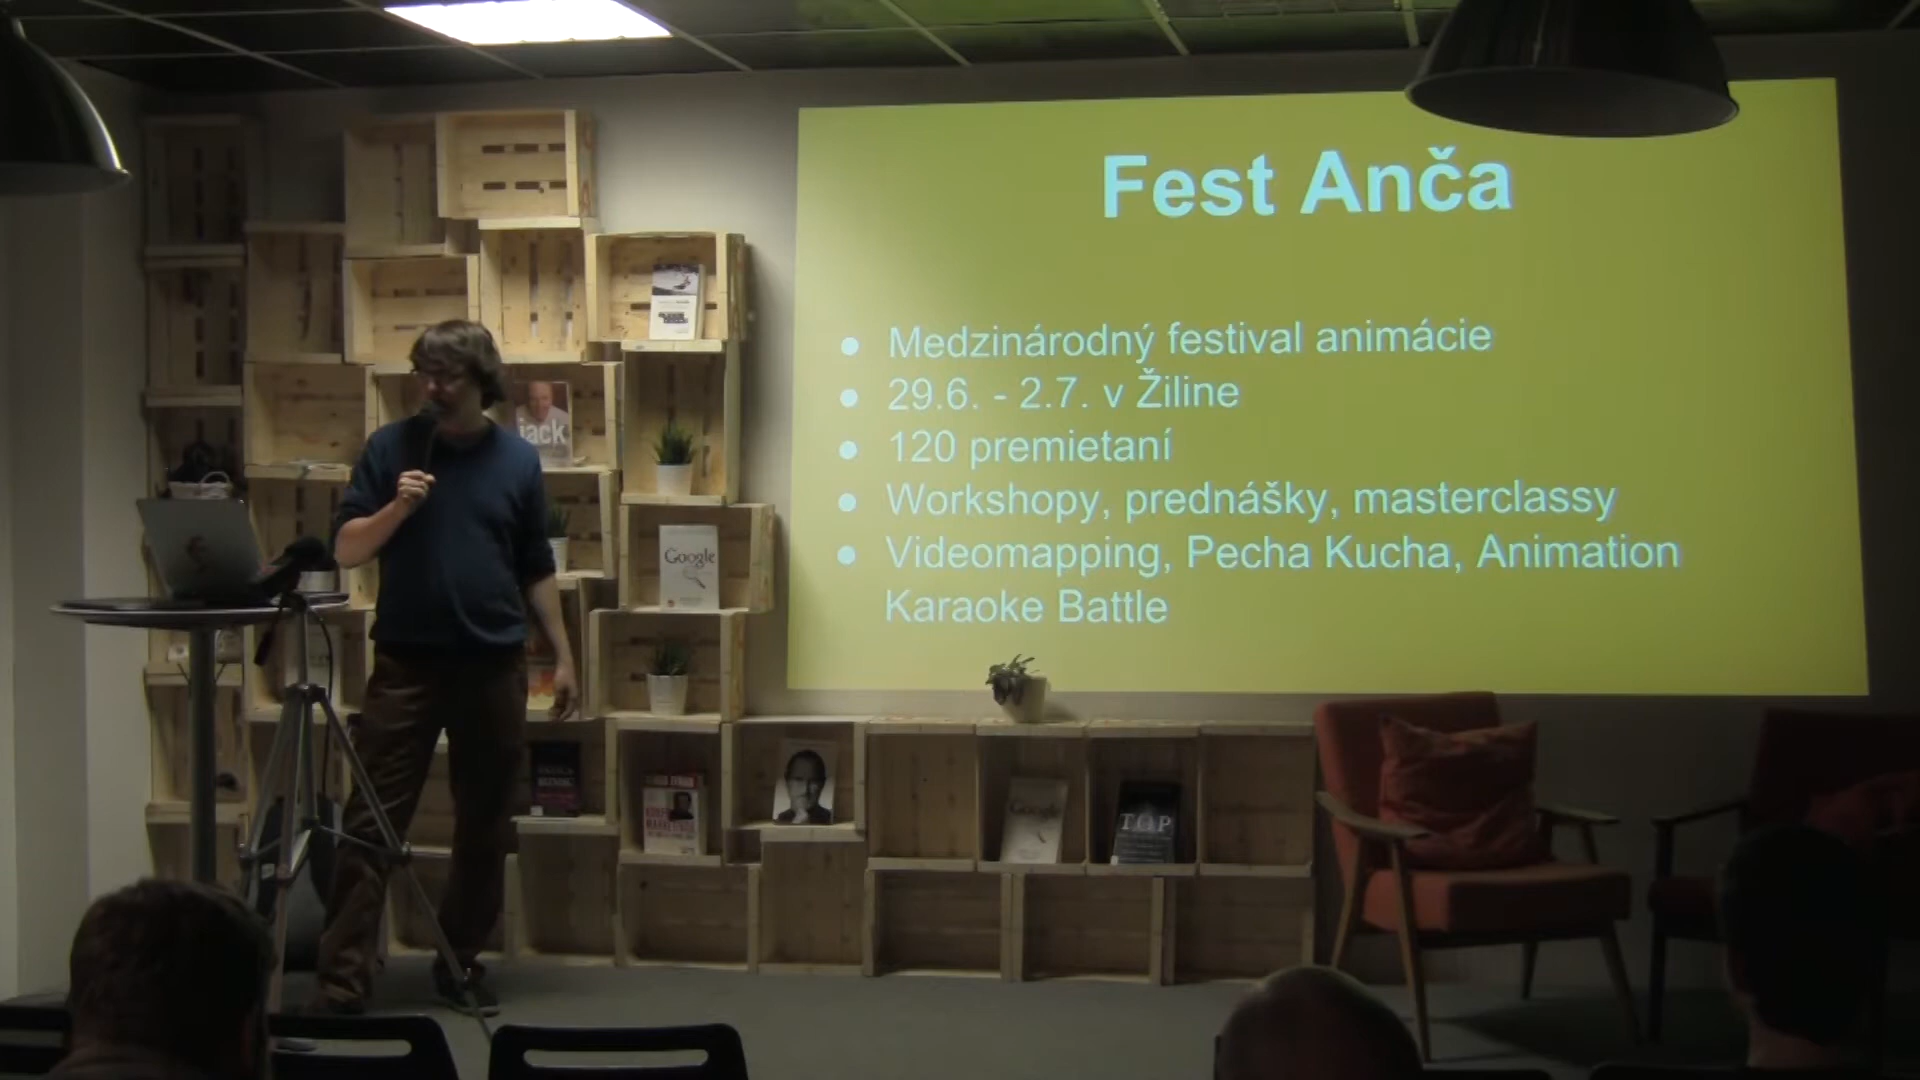 Fest Anča
● Medzinárodný festival animácie
● 29.6. - 2.7. v Žiline
● 120 premietaní
● Workshopy, prednášky, masterclassy
● Videomapping, Pecha Kucha, Animation
Karaoke Battle
jack
Google
Google
T.O.P